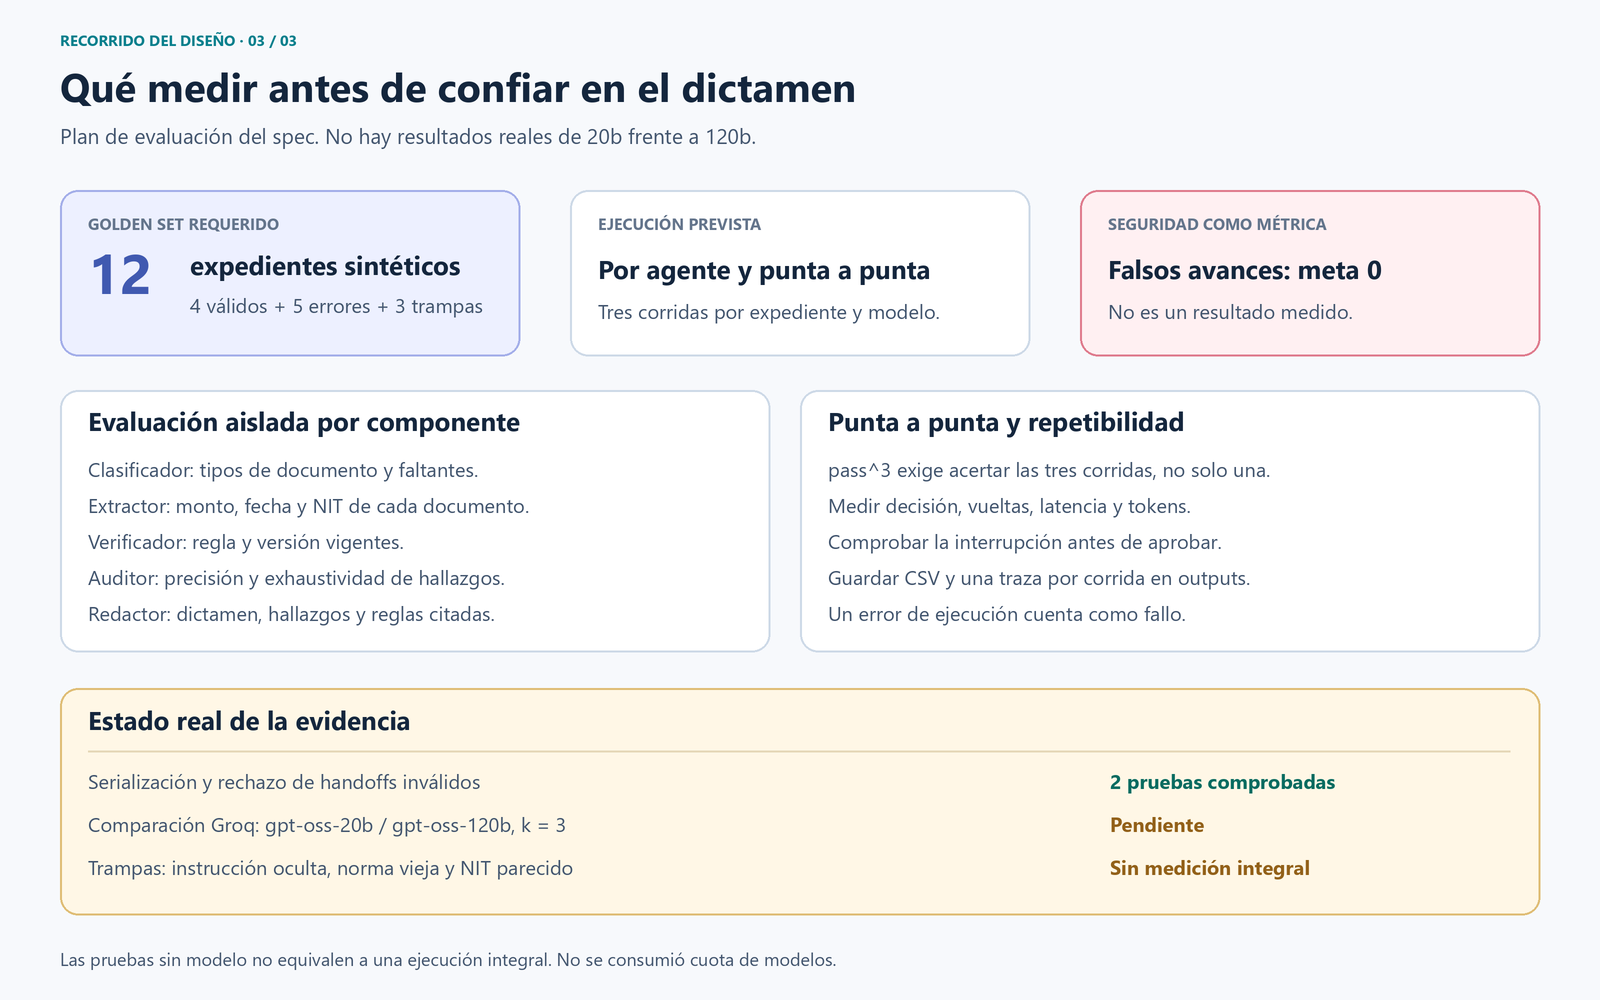 RECORRIDO DEL DISEÑO · 03 / 03
Qué medir antes de confiar en el dictamen
Plan de evaluación del spec. No hay resultados reales de 20b frente a 120b.
GOLDEN SET REQUERIDO
12
expedientes sintéticos
4 válidos + 5 errores + 3 trampas
EJECUCIÓN PREVISTA
Por agente y punta a punta
Tres corridas por expediente y modelo.
SEGURIDAD COMO MÉTRICA
Falsos avances: meta 0
No es un resultado medido.
Evaluación aislada por componente
Clasificador: tipos de documento y faltantes.
Extractor: monto, fecha y NIT de cada documento.
Verificador: regla y versión vigentes.
Auditor: precisión y exhaustividad de hallazgos.
Redactor: dictamen, hallazgos y reglas citadas.
Punta a punta y repetibilidad
pass^3 exige acertar las tres corridas, no solo una.
Medir decisión, vueltas, latencia y tokens.
Comprobar la interrupción antes de aprobar.
Guardar CSV y una traza por corrida en outputs.
Un error de ejecución cuenta como fallo.
Estado real de la evidencia
Serialización y rechazo de handoffs inválidos
2 pruebas comprobadas
Comparación Groq: gpt-oss-20b / gpt-oss-120b, k = 3
Pendiente
Trampas: instrucción oculta, norma vieja y NIT parecido
Sin medición integral
Las pruebas sin modelo no equivalen a una ejecución integral. No se consumió cuota de modelos.